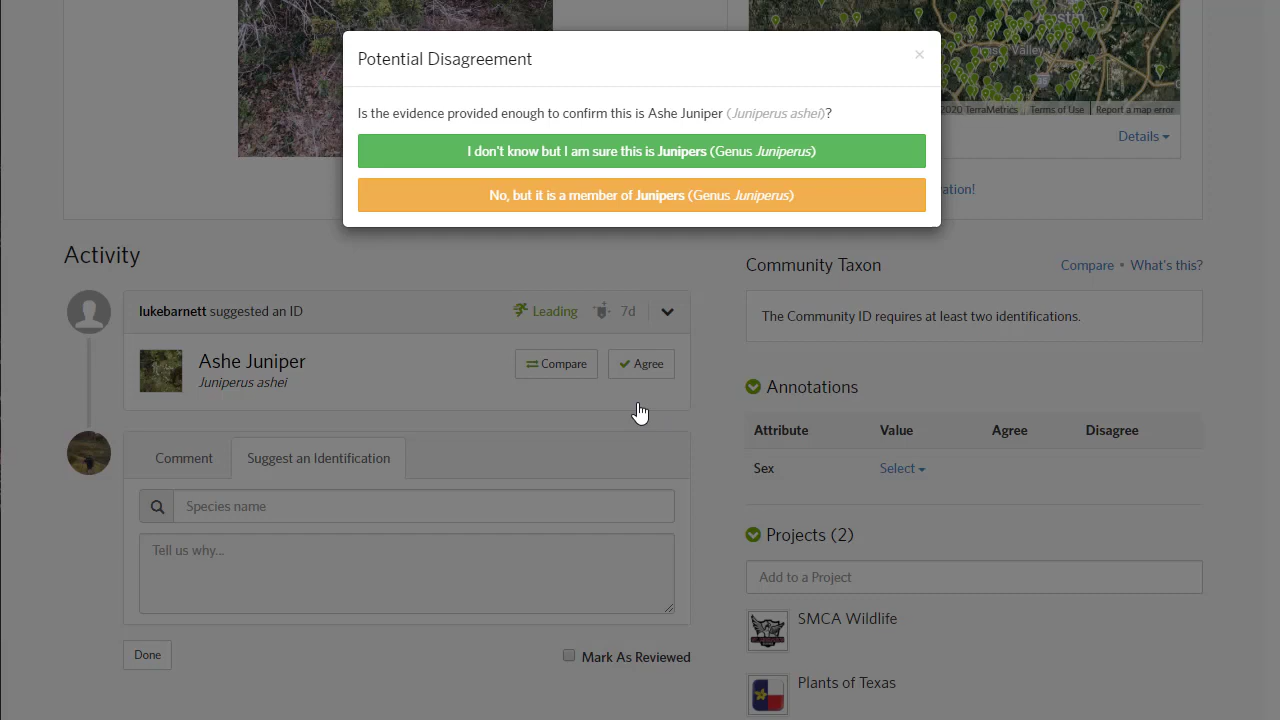 Austin
Potential Disagreement
×
Is the evidence provided enough to confirm this is Ashe Juniper (Juniperus ashei)?
I don't know but I am sure this is Junipers (Genus Juniperus)
No, but it is a member of Junipers (Genus Juniperus)
Valley
2020 TerraMetrics
Terms of Use
Report a map error
Details
ation!
Activity
lukebarnett suggested an ID
Leading
7d
Ashe Juniper
Juniperus ashei
Compare
Agree
Comment
Suggest an Identification
Species name
Tell us why...
Done
Mark As Reviewed
Community Taxon
Compare • What's this?
The Community ID requires at least two identifications.
Annotations
Attribute Value Agree Disagree
Sex Select
Projects (2)
Add to a Project
SMCA Wildlife
Plants of Texas